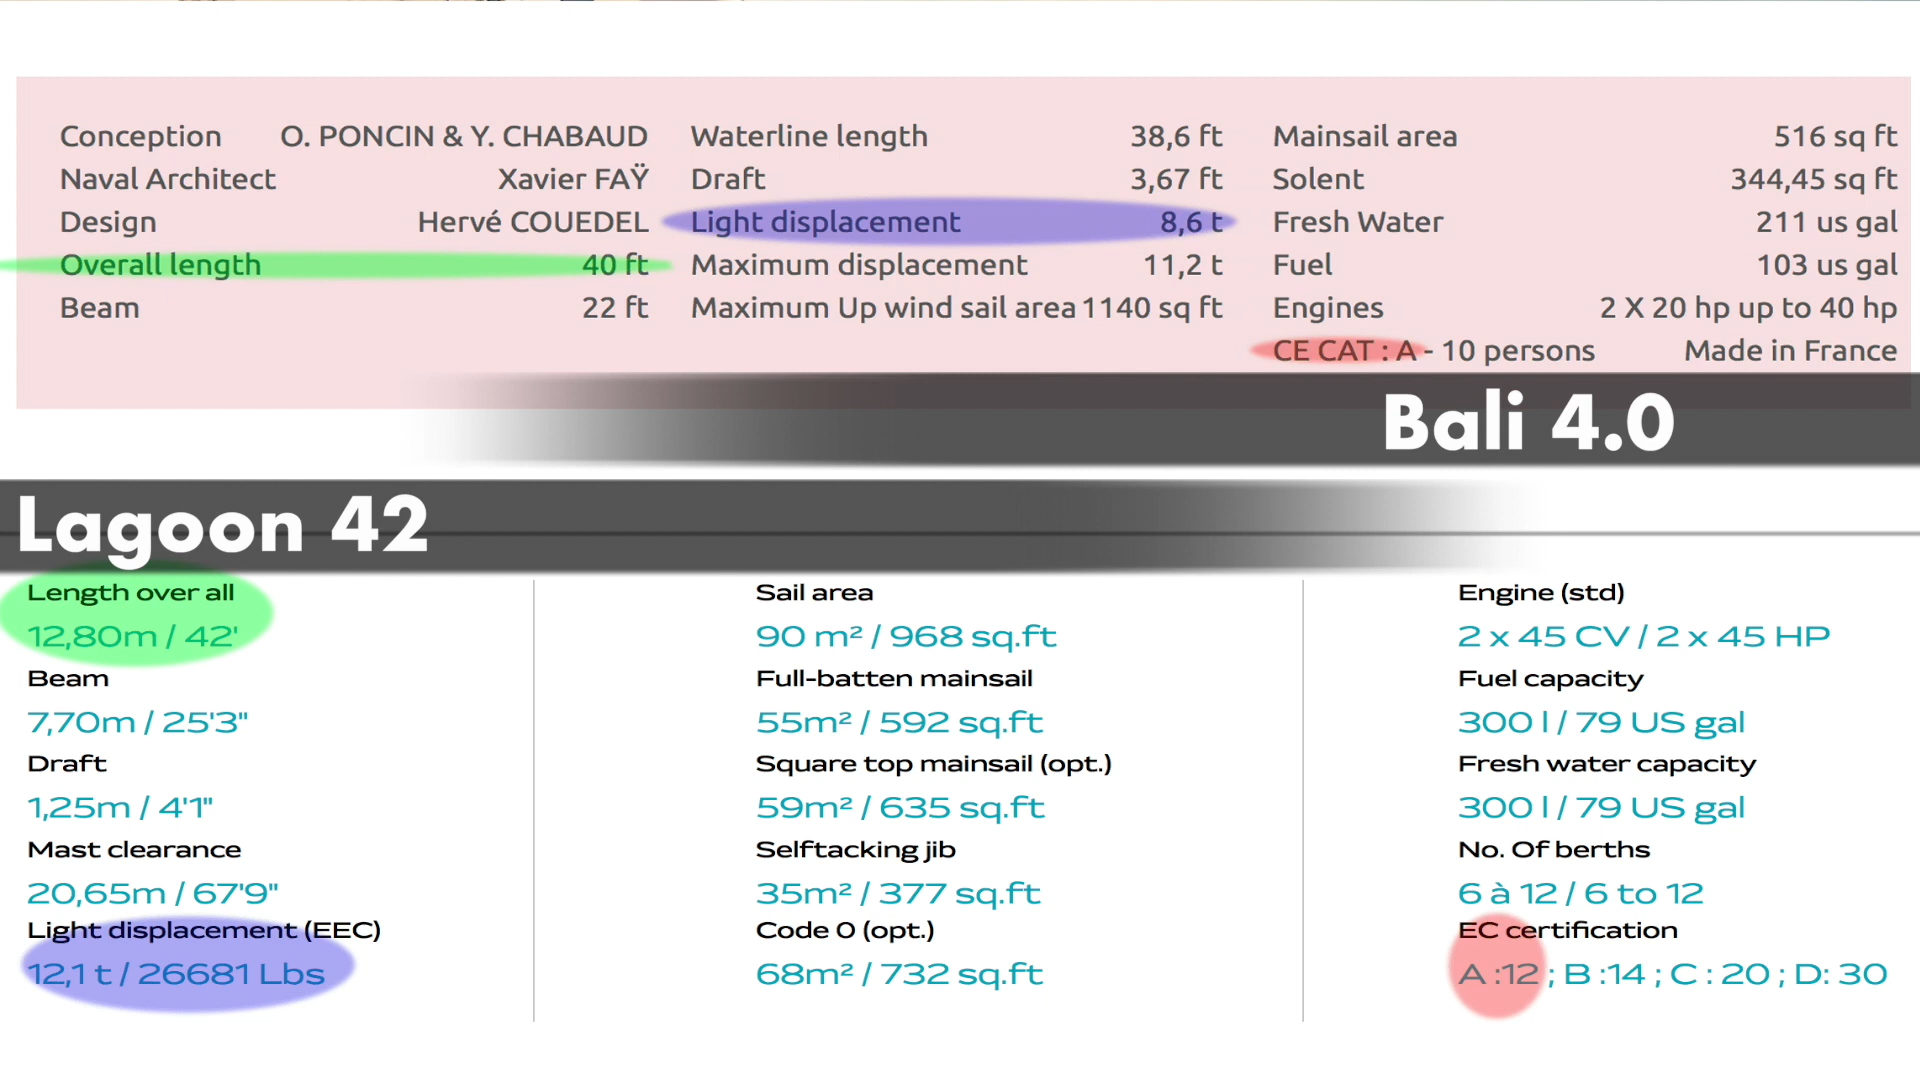 Conception O. PONCIN & Y. CHABAUD
Naval Architect Xavier FAŸ
Design Hervé COUEDEL
Overall length 40 ft
Beam 22 ft
Waterline length 38,6 ft
Draft 3,67 ft
Light displacement 8,6 t
Maximum displacement 11,2 t
Maximum Up wind sail area 1140 sq ft
Mainsail area 516 sq ft
Solent 344,45 sq ft
Fresh Water 211 us gal
Fuel 103 us gal
Engines 2 X 20 hp up to 40 hp
CE CAT : A - 10 persons Made in France
Bali 4.0
Lagoon 42
Length over all
12,80m / 42'
Beam
7,70m / 25'3"
Draft
1,25m / 4'1"
Mast clearance
20,65m / 67'9"
Light displacement (EEC)
12,1 t / 26681 Lbs
Sail area
90 m² / 968 sq.ft
Full-batten mainsail
55m² / 592 sq.ft
Square top mainsail (opt.)
59m² / 635 sq.ft
Selftacking jib
35m² / 377 sq.ft
Code 0 (opt.)
68m² / 732 sq.ft
Engine (std)
2 x 45 CV / 2 x 45 HP
Fuel capacity
300 l / 79 US gal
Fresh water capacity
300 l / 79 US gal
No. Of berths
6 à 12 / 6 to 12
EC certification
A :12 ; B :14 ; C : 20 ; D: 30